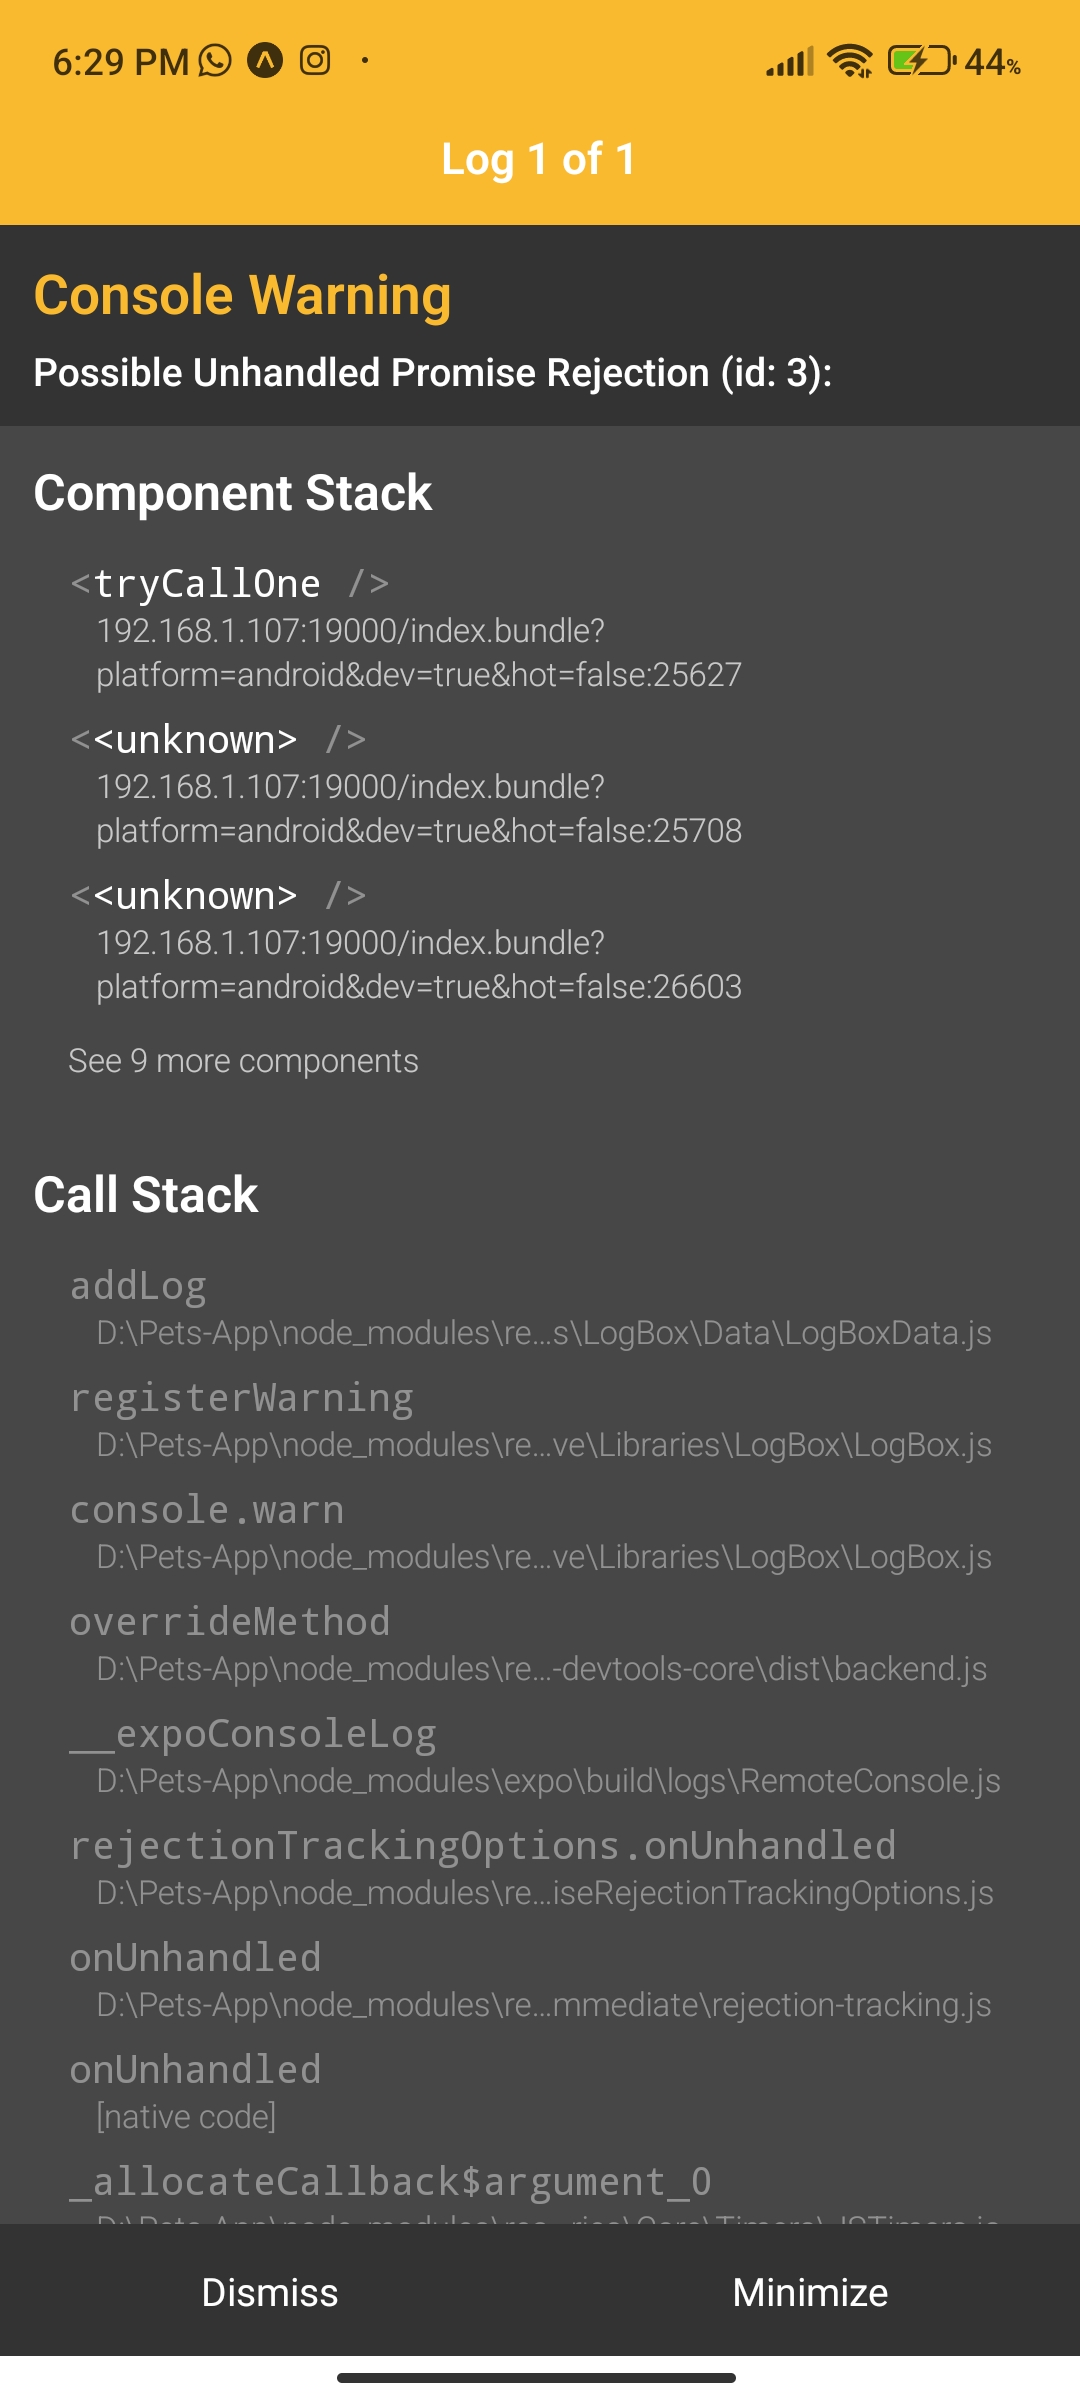 6:29 PM
44%
Log 1 of 1
Console Warning
Possible Unhandled Promise Rejection (id: 3):
Component Stack
<tryCallOne />
192.168.1.107:19000/index.bundle?
platform=android&dev=true&hot=false:25627
<<unknown> />
192.168.1.107:19000/index.bundle?
platform=android&dev=true&hot=false:25708
<<unknown> />
192.168.1.107:19000/index.bundle?
platform=android&dev=true&hot=false:26603
See 9 more components
Call Stack
addLog
D:\Pets-App\node_modules\re...s\LogBox\Data\LogBoxData.js
registerWarning
D:\Pets-App\node_modules\re...ve\Libraries\LogBox\LogBox.js
console.warn
D:\Pets-App\node_modules\re...ve\Libraries\LogBox\LogBox.js
overrideMethod
D:\Pets-App\node_modules\re...-devtools-core\dist\backend.js
__expoConsoleLog
D:\Pets-App\node_modules\expo\build\logs\RemoteConsole.js
rejectionTrackingOptions.onUnhandled
D:\Pets-App\node_modules\re...iseRejectionTrackingOptions.js
onUnhandled
D:\Pets-App\node_modules\re...mmediate\rejection-tracking.js
onUnhandled
[native code]
_allocateCallback$argument_0
Dismiss
Minimize